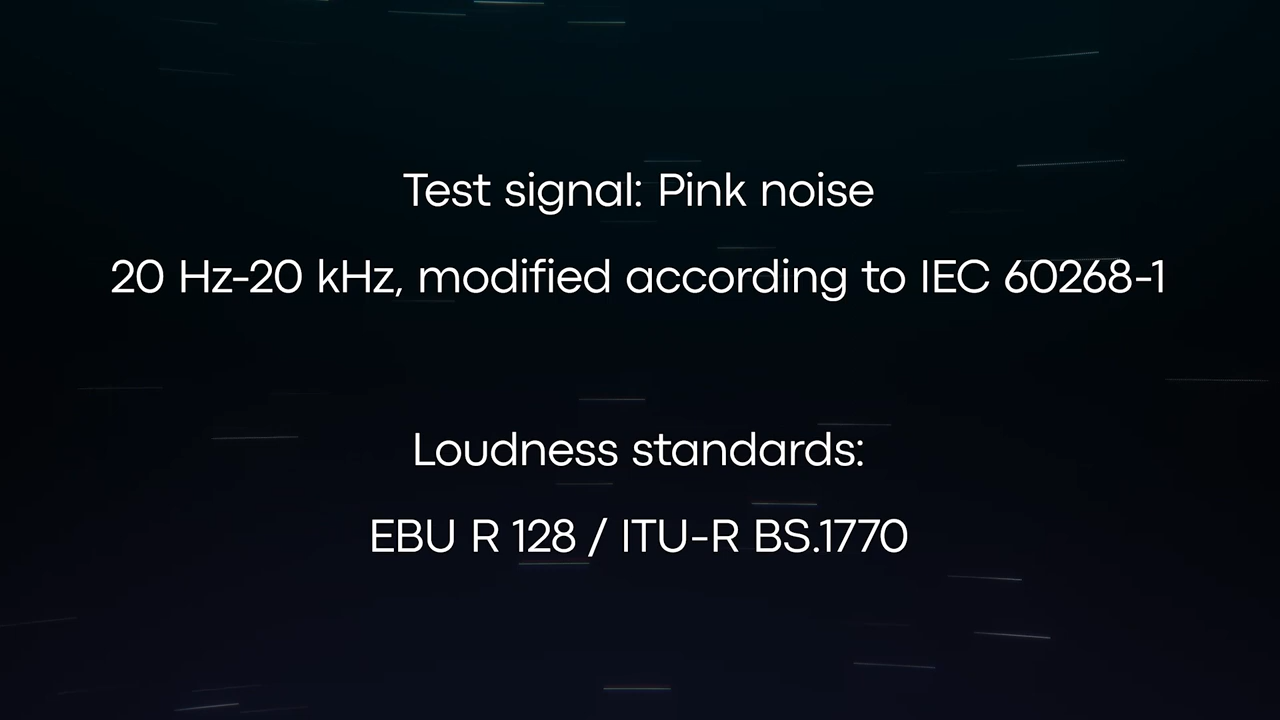 Test signal: Pink noise
20 Hz-20 kHz, modified according to IEC 60268-1
Loudness standards:
EBU R 128 / ITU-R BS.1770